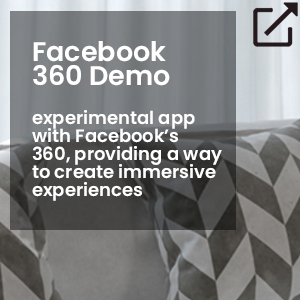 Facebook
360 Demo
experimental app
with Facebook’s
360, providing a way
to create immersive
experiences